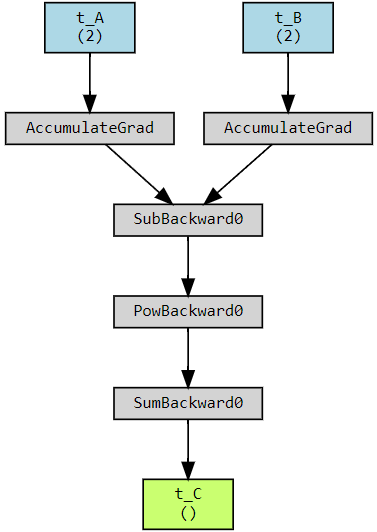 t_A
(2)
t_B
(2)
AccumulateGrad
AccumulateGrad
SubBackward0
PowBackward0
SumBackward0
t_C
()